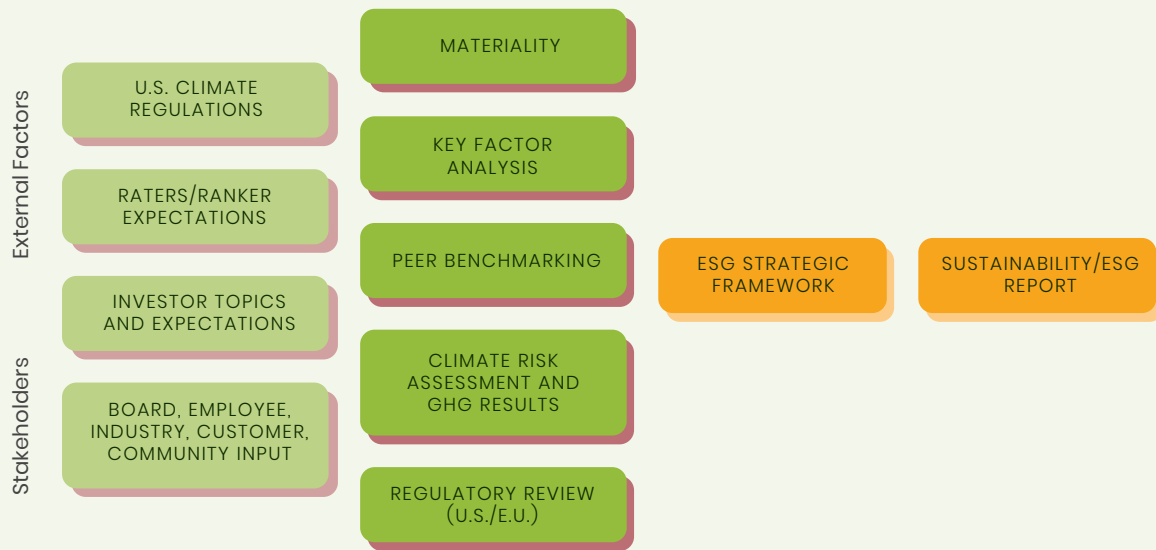 External Factors
Stakeholders
U.S. CLIMATE
REGULATIONS
RATERS/RANKER
EXPECTATIONS
INVESTOR TOPICS
AND EXPECTATIONS
BOARD, EMPLOYEE,
INDUSTRY, CUSTOMER,
COMMUNITY INPUT
MATERIALITY
KEY FACTOR
ANALYSIS
PEER BENCHMARKING
CLIMATE RISK
ASSESSMENT AND
GHG RESULTS
REGULATORY REVIEW
(U.S./E.U.)
ESG STRATEGIC
FRAMEWORK
SUSTAINABILITY/ESG
REPORT